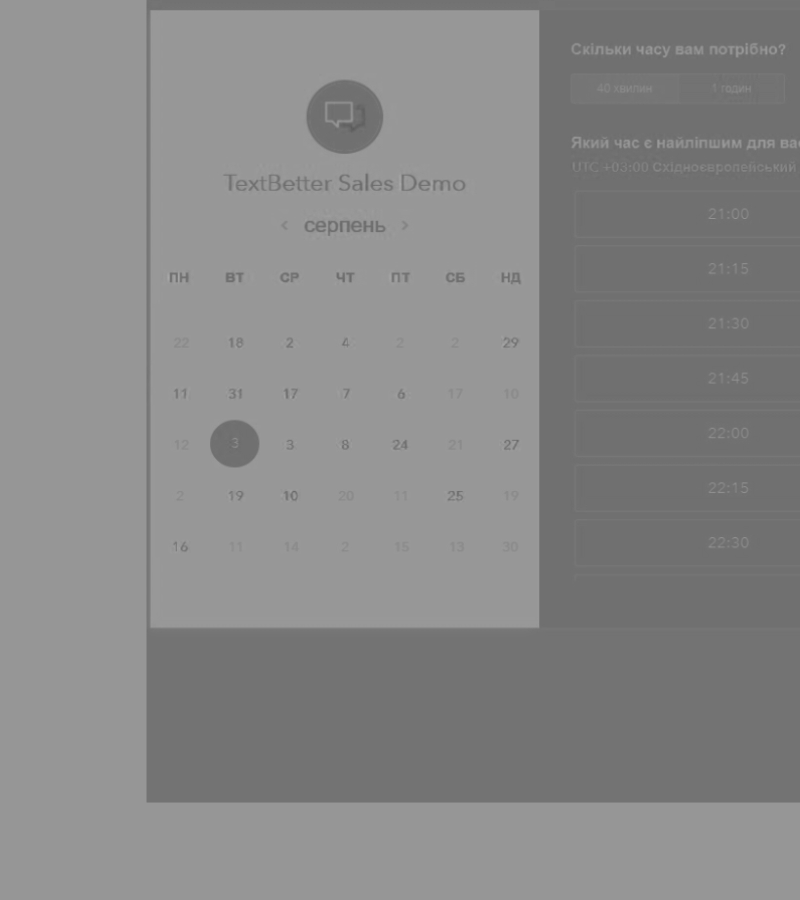 TextBetter Sales Demo
‹ серпень ›
ПН ВТ СР ЧТ ПТ СБ НД
22 18 2 4 2 2 29
11 31 17 7 6 17 10
12 3 3 8 24 21 27
2 19 10 20 11 25 19
16 11 14 2 15 13 30
Скільки часу вам потрібно?
40 хвилин 1 годин
Який час є найліпшим для вас
UTC +03:00 Східноєвропейський
21:00
21:15
21:30
21:45
22:00
22:15
22:30